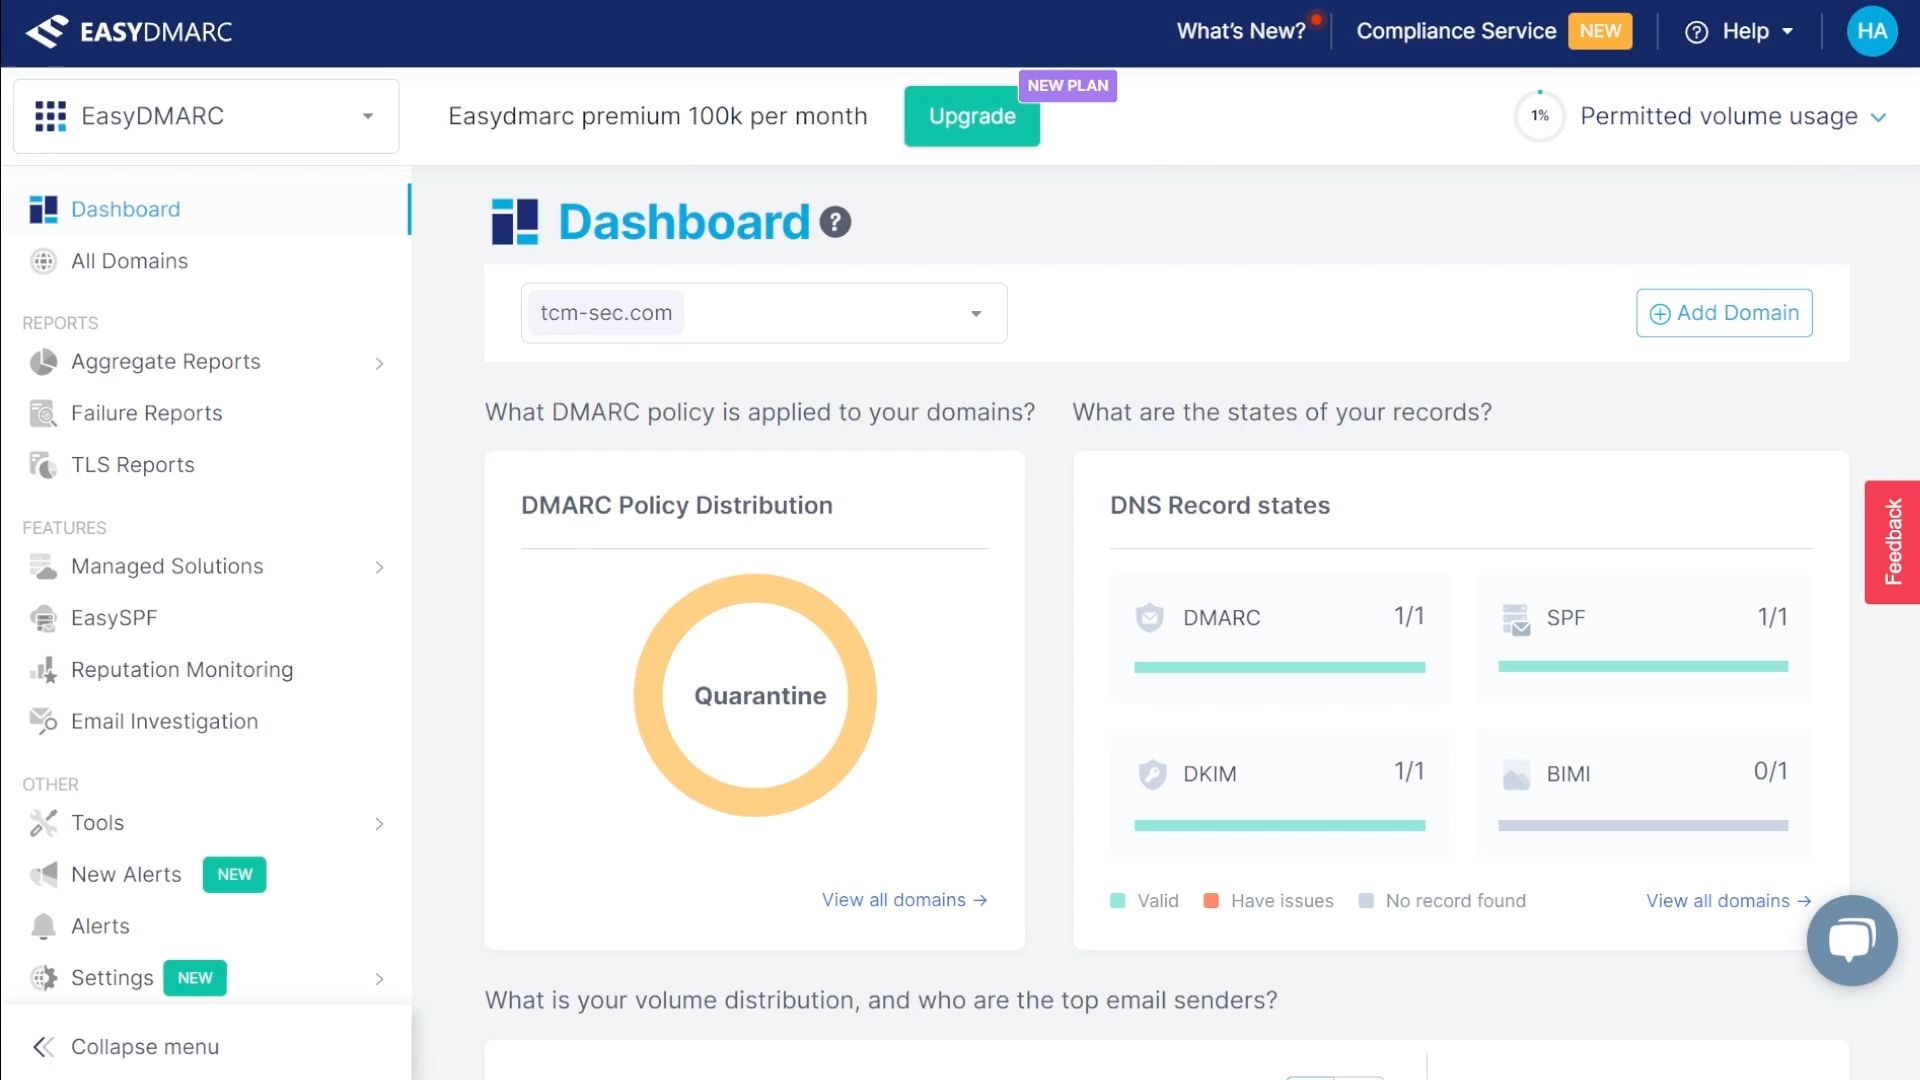 EASYDMARC
What's New?
Compliance Service NEW
Help
HA
EasyDMARC
Easydmarc premium 100k per month
Upgrade
NEW PLAN
1%
Permitted volume usage
Dashboard
All Domains
REPORTS
Aggregate Reports
Failure Reports
TLS Reports
FEATURES
Managed Solutions
EasySPF
Reputation Monitoring
Email Investigation
OTHER
Tools
New Alerts NEW
Alerts
Settings NEW
Collapse menu
Dashboard ?
tcm-sec.com
Add Domain
What DMARC policy is applied to your domains?
DMARC Policy Distribution
Quarantine
View all domains →
What are the states of your records?
DNS Record states
DMARC 1/1
SPF 1/1
DKIM 1/1
BIMI 0/1
Valid
Have issues
No record found
View all domains →
Feedback
What is your volume distribution, and who are the top email senders?